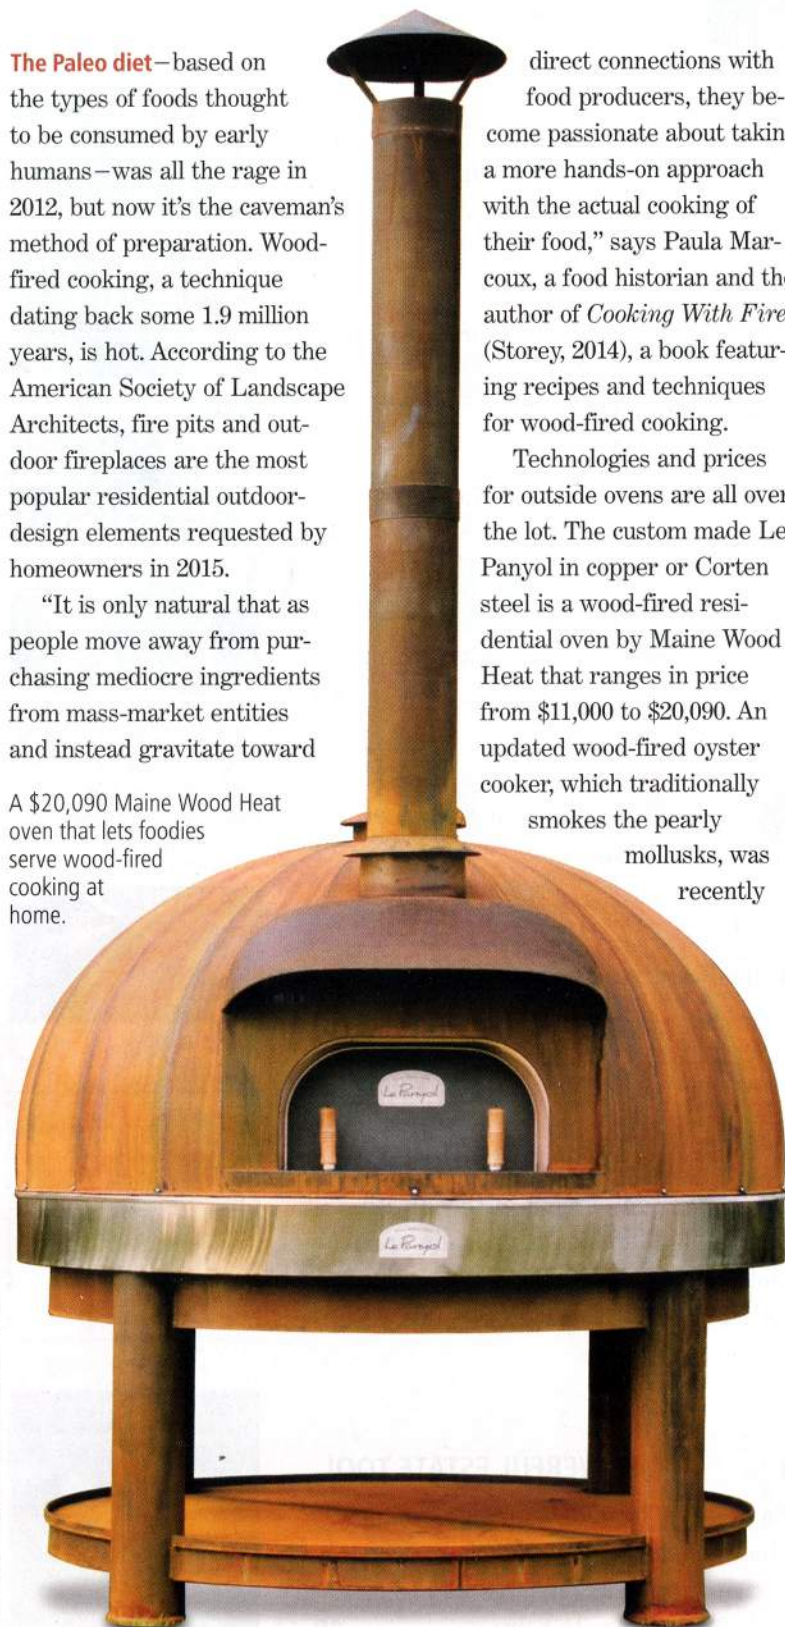 The Paleo diet—based on
the types of foods thought
to be consumed by early
humans—was all the rage in
2012, but now it's the caveman's
method of preparation. Wood-
fired cooking, a technique
dating back some 1.9 million
years, is hot. According to the
American Society of Landscape
Architects, fire pits and out-
door fireplaces are the most
popular residential outdoor-
design elements requested by
homeowners in 2015.
"It is only natural that as
people move away from pur-
chasing mediocre ingredients
from mass-market entities
and instead gravitate toward
direct connections with
food producers, they be-
come passionate about takin
a more hands-on approach
with the actual cooking of
their food," says Paula Mar-
coux, a food historian and the
author of Cooking With Fire
(Storey, 2014), a book featur-
ing recipes and techniques
for wood-fired cooking.
Technologies and prices
for outside ovens are all over
the lot. The custom made Le
Panyol in copper or Corten
steel is a wood-fired resi-
dential oven by Maine Wood
Heat that ranges in price
from $11,000 to $20,090. An
updated wood-fired oyster
cooker, which traditionally
smokes the pearly
mollusks, was
recently
A $20,090 Maine Wood Heat
oven that lets foodies
serve wood-fired
cooking at
home.
Le Panyol
Le Panyol